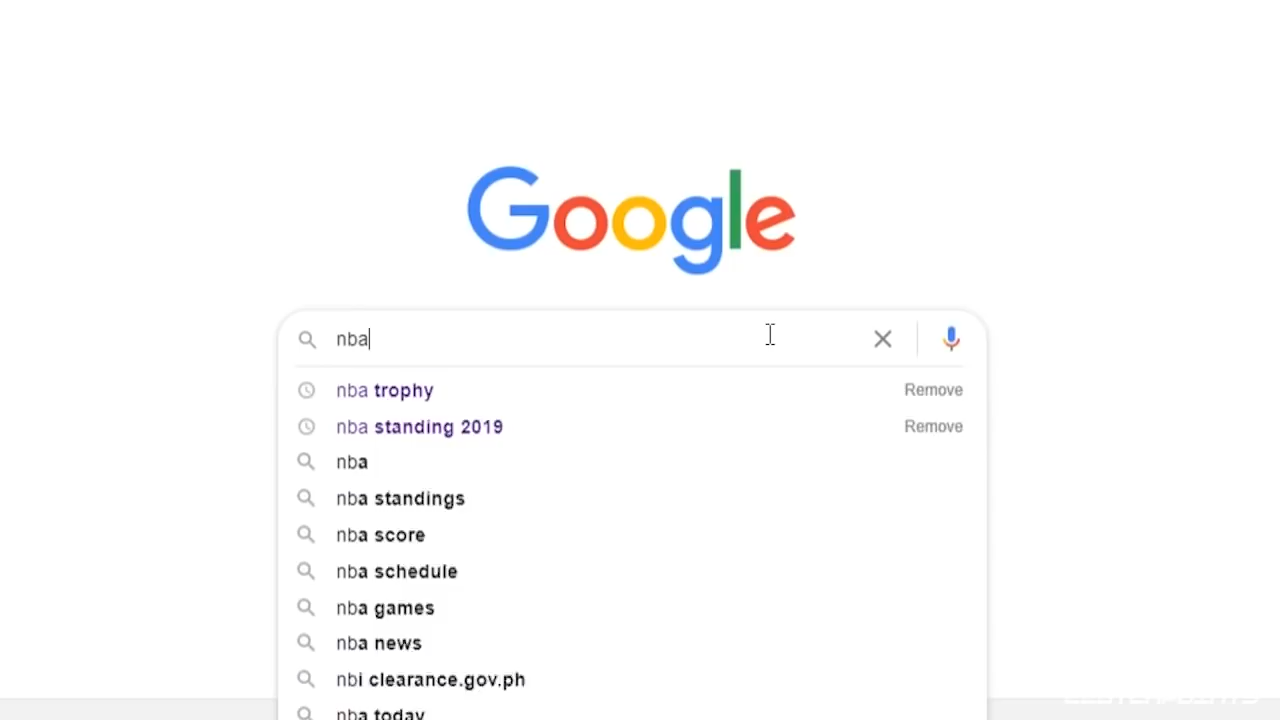 Google
nba
nba trophy
Remove
nba standing 2019
Remove
nba
nba standings
nba score
nba schedule
nba games
nba news
nbi clearance.gov.ph
nba today